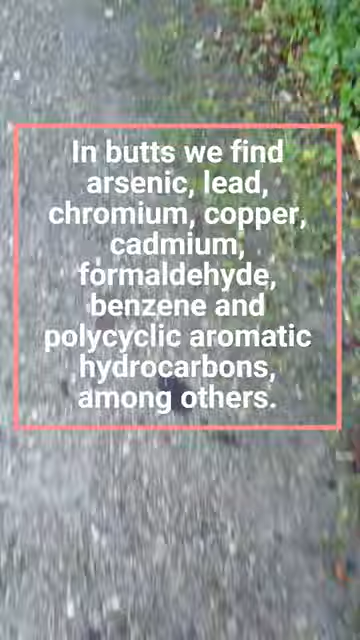 In butts we find
arsenic, lead,
chromium, copper,
cadmium,
formaldehyde,
benzene and
polycyclic aromatic
hydrocarbons,
among others.